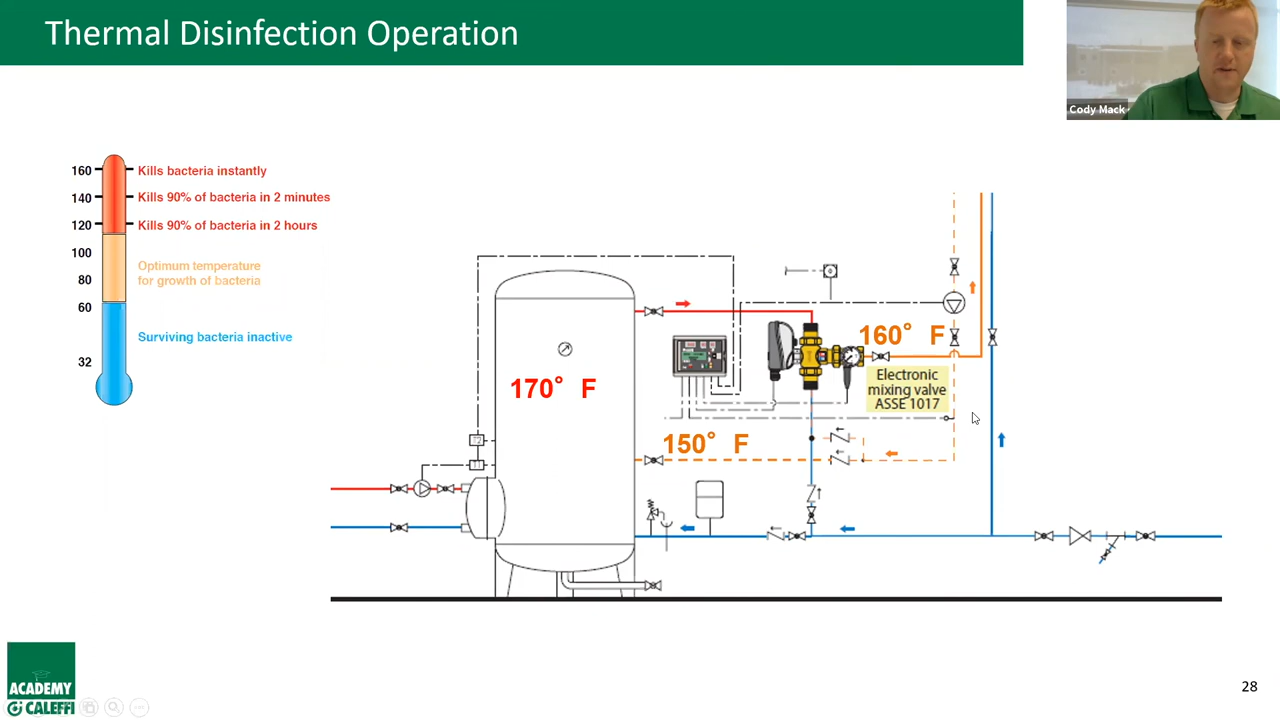 Thermal Disinfection Operation
Cody Mack
160
Kills bacteria instantly
140
Kills 90% of bacteria in 2 minutes
120
Kills 90% of bacteria in 2 hours
100
Optimum temperature
for growth of bacteria
80
60
Surviving bacteria inactive
32
170° F
160° F
Electronic
mixing valve
ASSE 1017
150° F
ACADEMY
CALEFFI
28